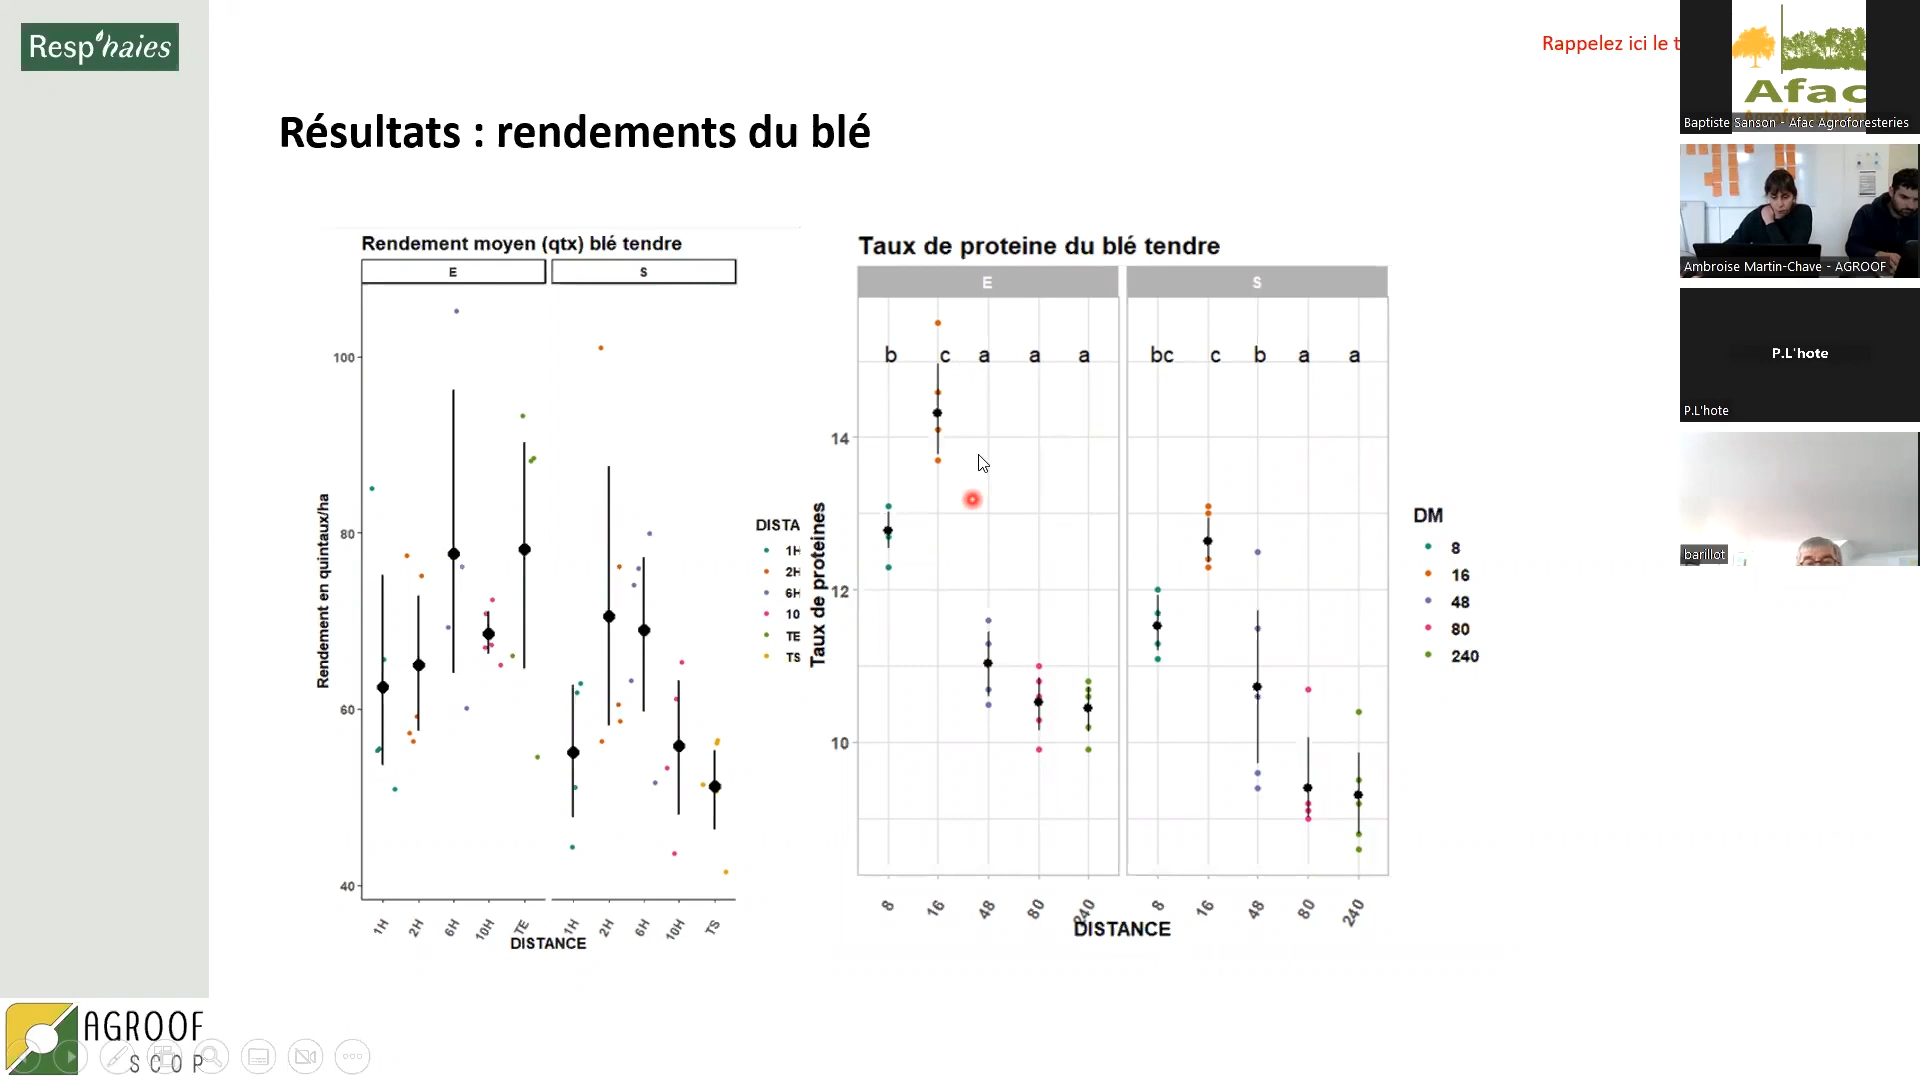 Resp'haies
Rappelez ici le t
Résultats : rendements du blé
Rendement moyen (qtx) blé tendre
E
S
Rendement en quintaux/ha
100
80
60
40
1H
2H
6H
10H
TE
1H
2H
6H
10H
TS
DISTANCE
DISTA
1H
2H
6H
10
TE
TS
Taux de proteine du blé tendre
E
S
b
c
a
a
a
bc
c
b
a
a
Taux de proteines
14
12
10
8
16
48
80
240
8
16
48
80
240
DISTANCE
DM
8
16
48
80
240
Afac
Baptiste Sanson - Afac Agroforesteries
Ambroise Martin-Chave - AGROOF
P.L'hote
P.L'hote
barillot
AGROOF
SCOP